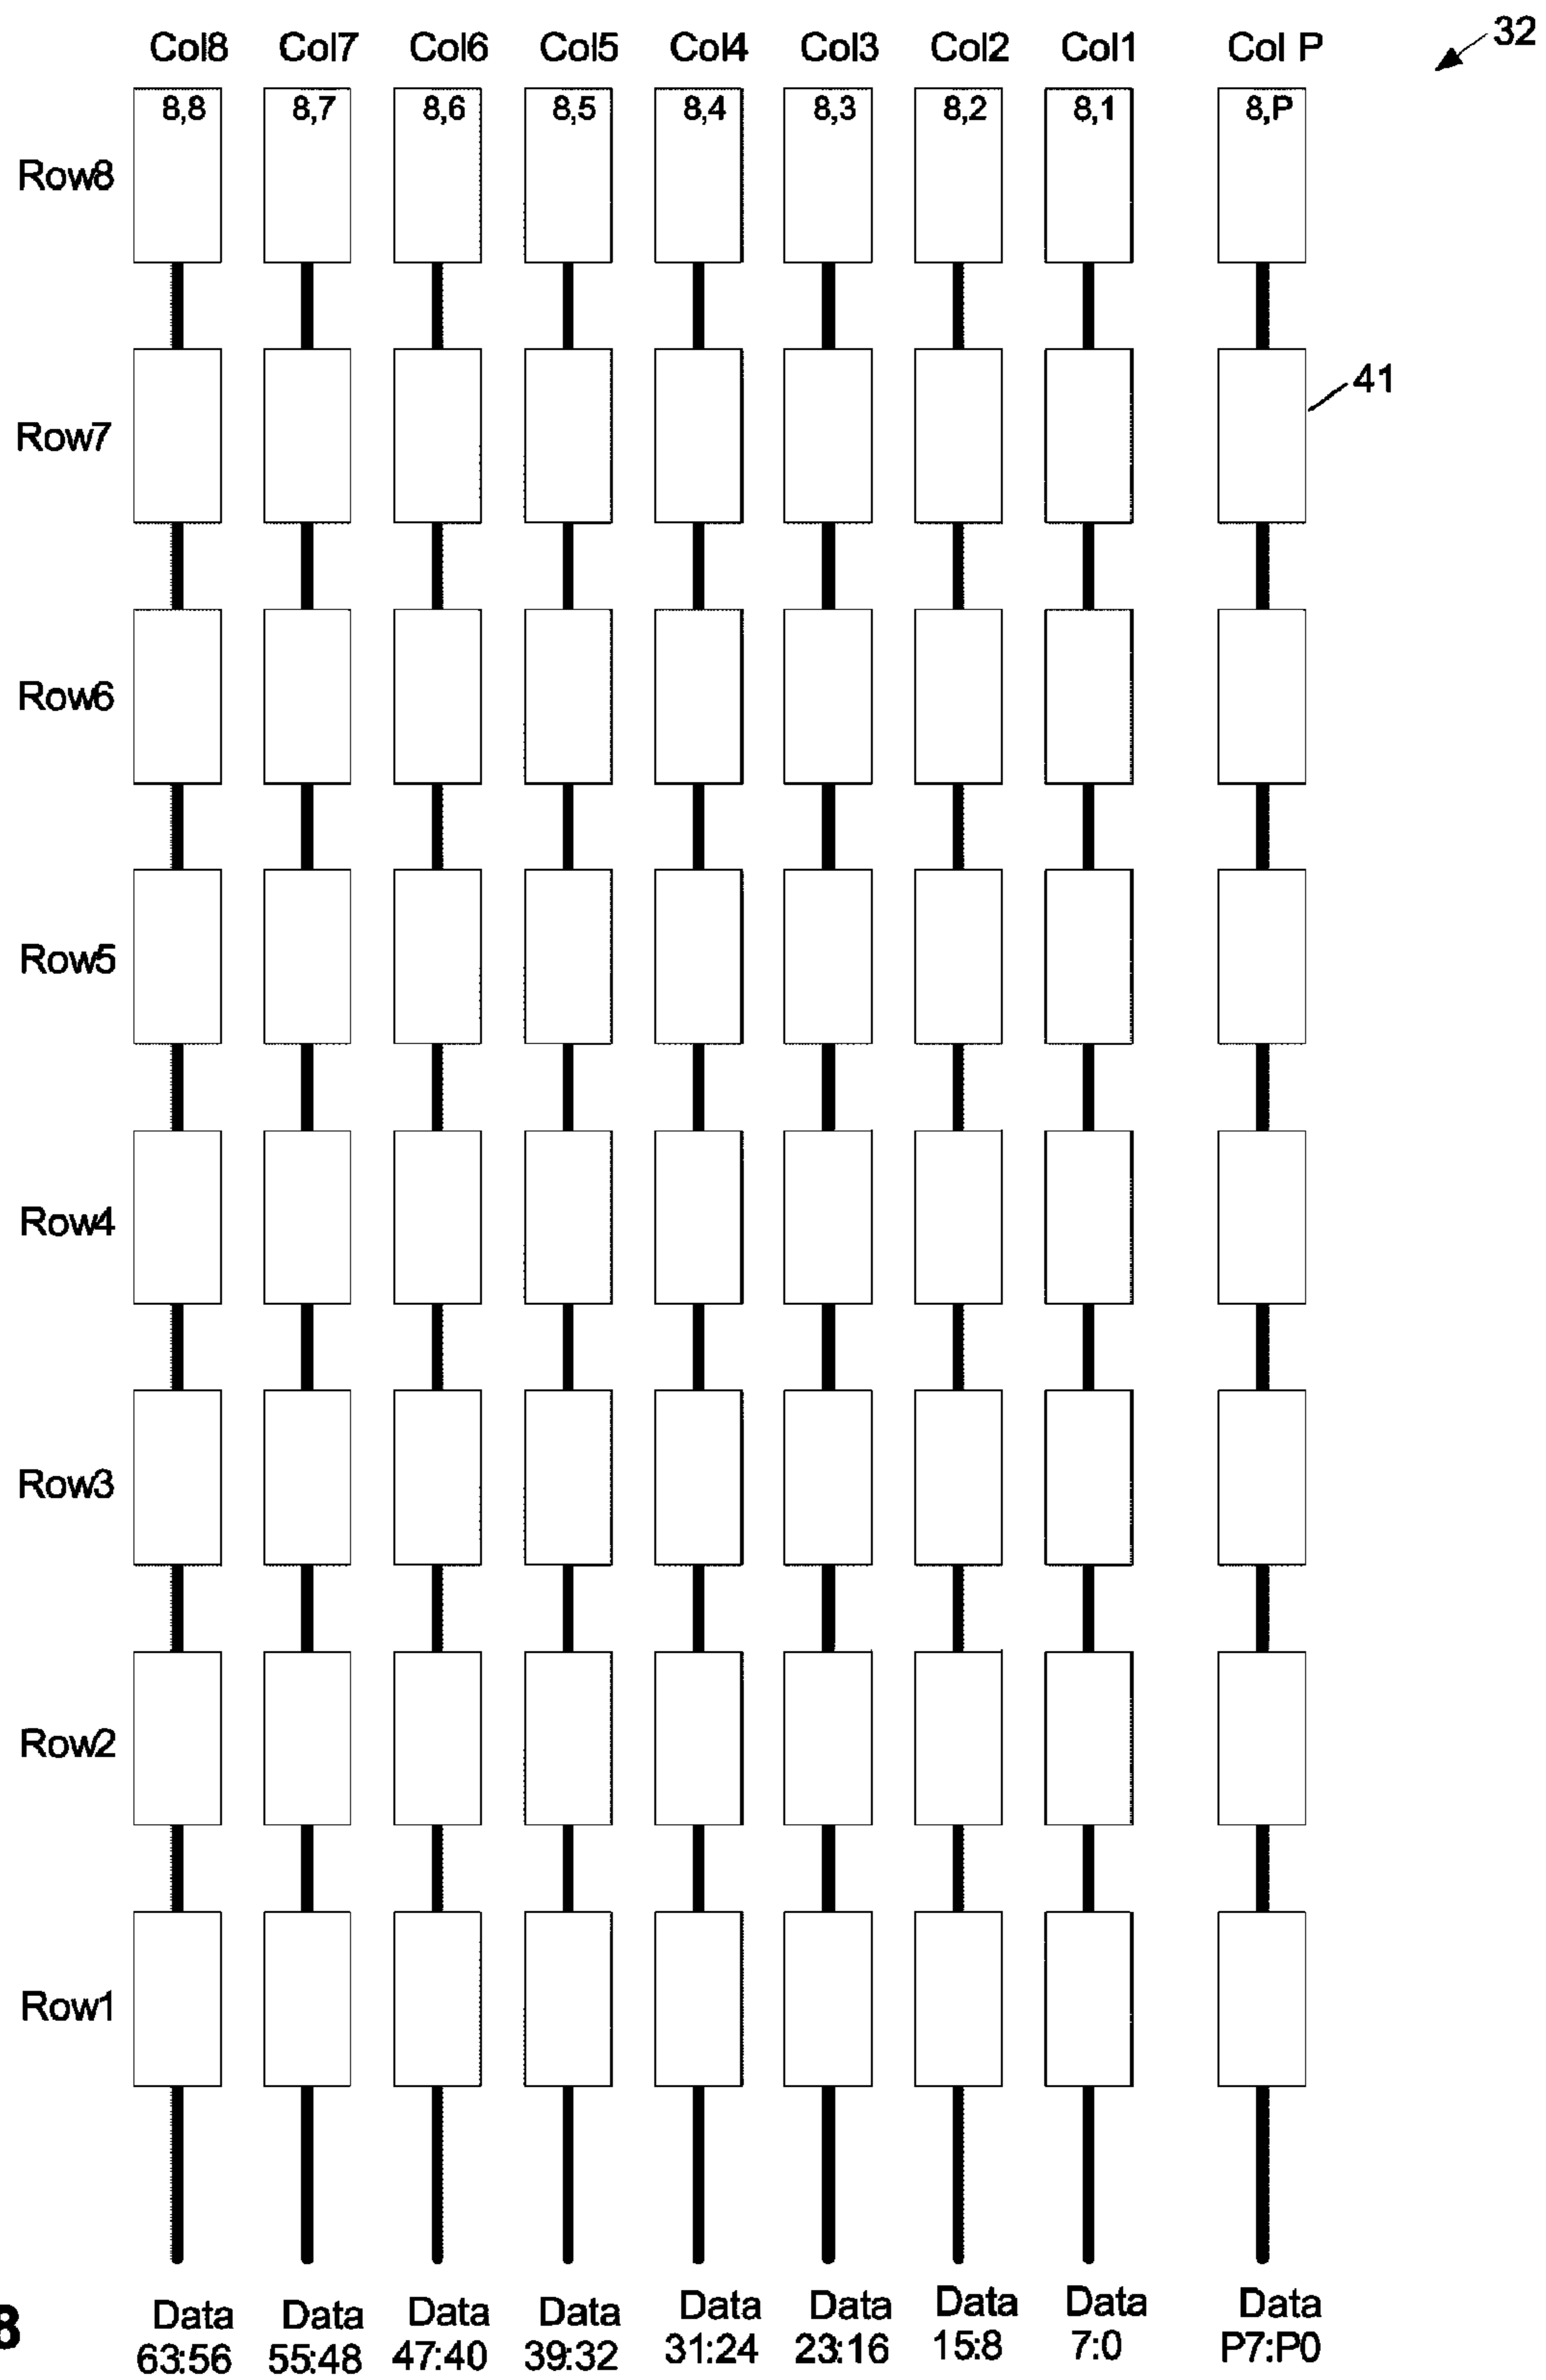 32
Col8 Col7 Col6 Col5 Col4 Col3 Col2 Col1 Col P
8,8 8,7 8,6 8,5 8,4 8,3 8,2 8,1 8,P
Row8
41
Row7
Row6
Row5
Row4
Row3
Row2
Row1
Data Data Data Data Data Data Data Data Data
63:56 55:48 47:40 39:32 31:24 23:16 15:8 7:0 P7:P0
8